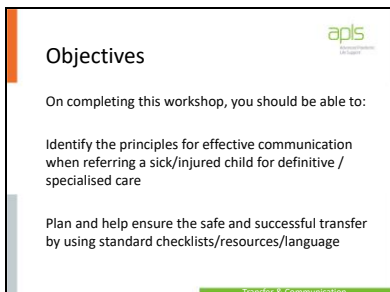 apls
Advanced Paediatric
Life Support
Objectives
On completing this workshop, you should be able to:
Identify the principles for effective communication
when referring a sick/injured child for definitive /
specialised care
Plan and help ensure the safe and successful transfer
by using standard checklists/resources/language
Transfer & Communication